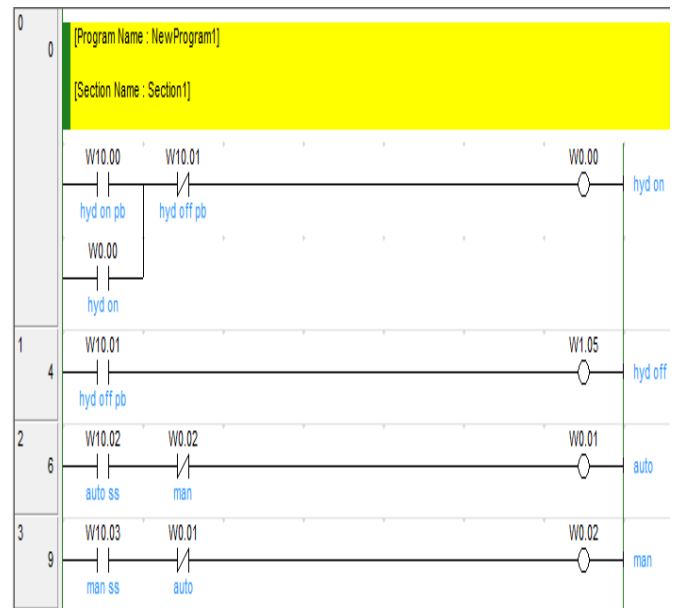 0
0
[Program Name : NewProgram1]
[Section Name : Section1]
W10.00 W10.01 W0.00
hyd on
hyd on pb hyd off pb
W0.00
hyd on
1
W10.01 W1.05
4
hyd off
hyd off pb
2
W10.02 W0.02 W0.01
6
auto
auto ss man
3
W10.03 W0.01 W0.02
9
man
man ss auto